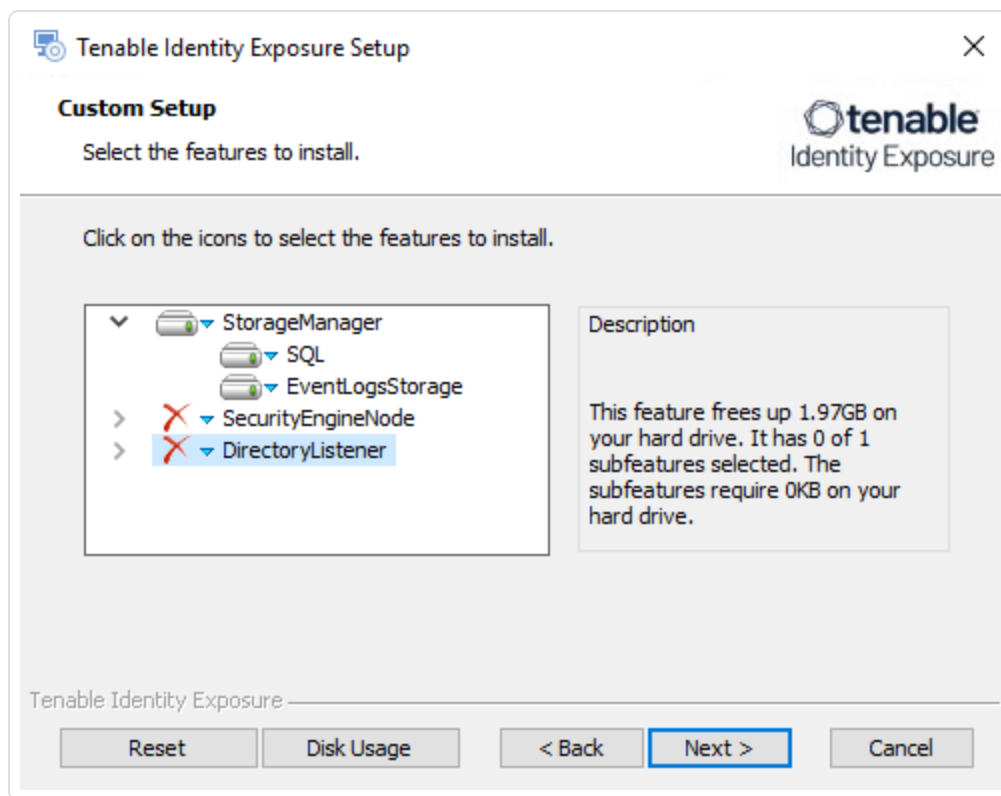 Tenable Identity Exposure Setup
Custom Setup
Select the features to install.
tenable
Identity Exposure
Click on the icons to select the features to install.
StorageManager
SQL
EventLogsStorage
SecurityEngineNode
DirectoryListener
Description
This feature frees up 1.97GB on
your hard drive. It has 0 of 1
subfeatures selected. The
subfeatures require 0KB on your
hard drive.
Tenable Identity Exposure
Reset
Disk Usage
< Back
Next >
Cancel